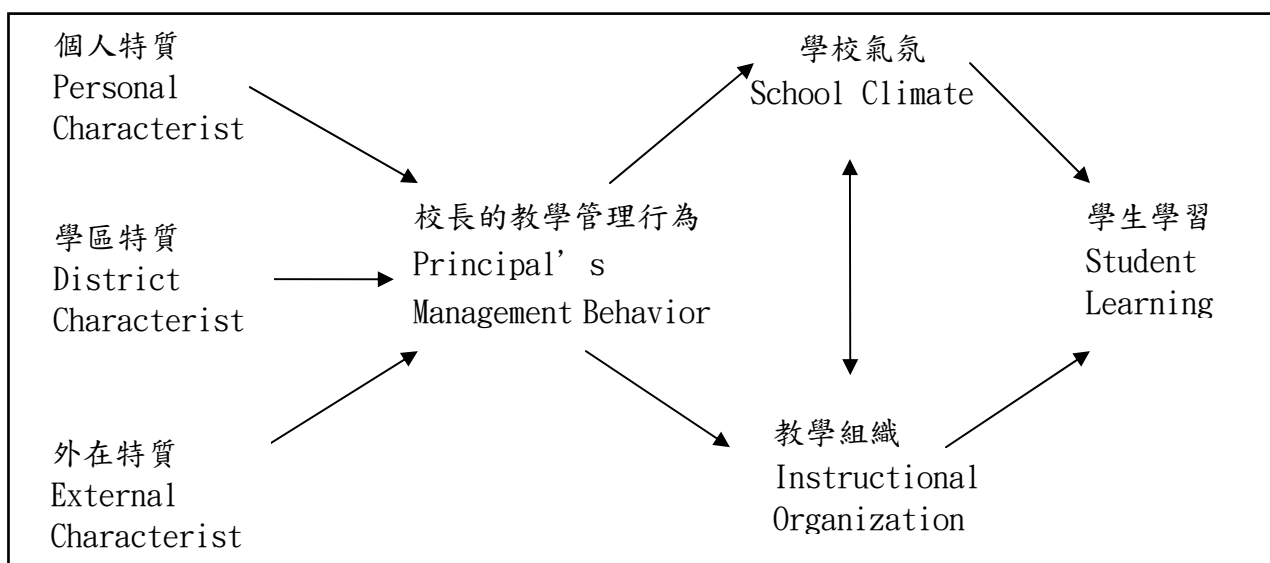 個人特質
Personal
Characterist
學區特質
District
Characterist
外在特質
External
Characterist
校長的教學管理行為
Principal’s
Management Behavior
學校氣氛
School Climate
教學組織
Instructional
Organization
學生學習
Student
Learning